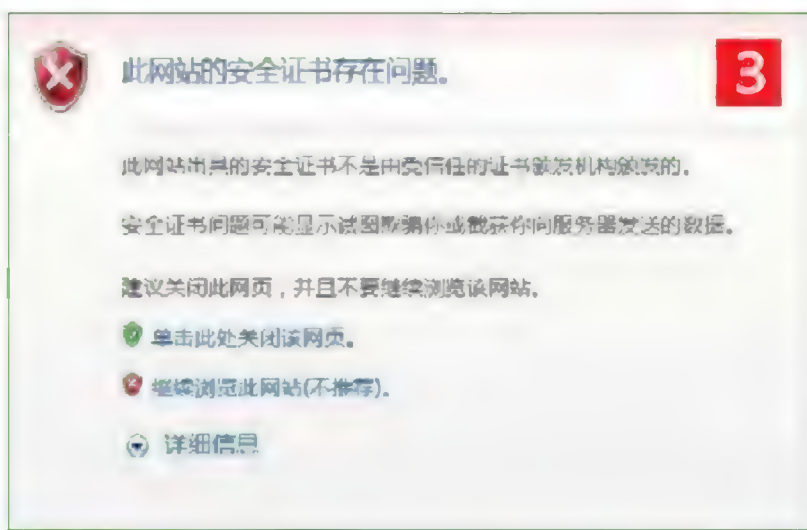 此网站的安全证书存在问题。
3
此网站出具的安全证书不是由受信任的证书颁发机构颁发的。
安全证书问题可能显示试图欺骗你或截获你向服务器发送的数据。
建议关闭此网页，并且不要继续浏览该网站。
单击此处关闭该网页。
继续浏览此网站(不推荐)。
详细信息